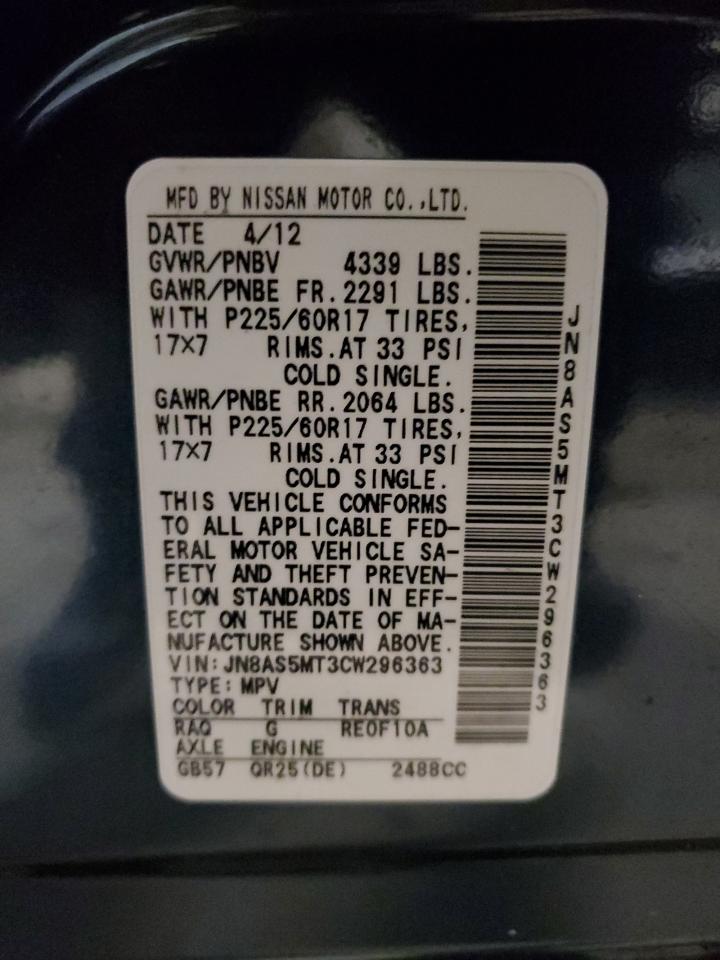 MFD BY NISSAN MOTOR CO.,LTD.
DATE 4/12
GVWR/PNBV 4339 LBS.
GAWR/PNBE FR.2291 LBS.
WITH P225/60R17 TIRES,
17×7 RIMS.AT 33 PSI
COLD SINGLE.
GAWR/PNBE RR.2064 LBS.
WITH P225/60R17 TIRES,
17×7 RIMS.AT 33 PSI
COLD SINGLE.
THIS VEHICLE CONFORMS
TO ALL APPLICABLE FED-
ERAL MOTOR VEHICLE SA-
FETY AND THEFT PREVEN-
TION STANDARDS IN EFF-
ECT ON THE DATE OF MA-
NUFACTURE SHOWN ABOVE.
VIN:JN8AS5MT3CW296363
TYPE:MPV
COLOR TRIM TRANS
RAQ G RE0F10A
AXLE ENGINE
GB57 QR25(DE) 2488CC
JN8AS5MT3CW296363